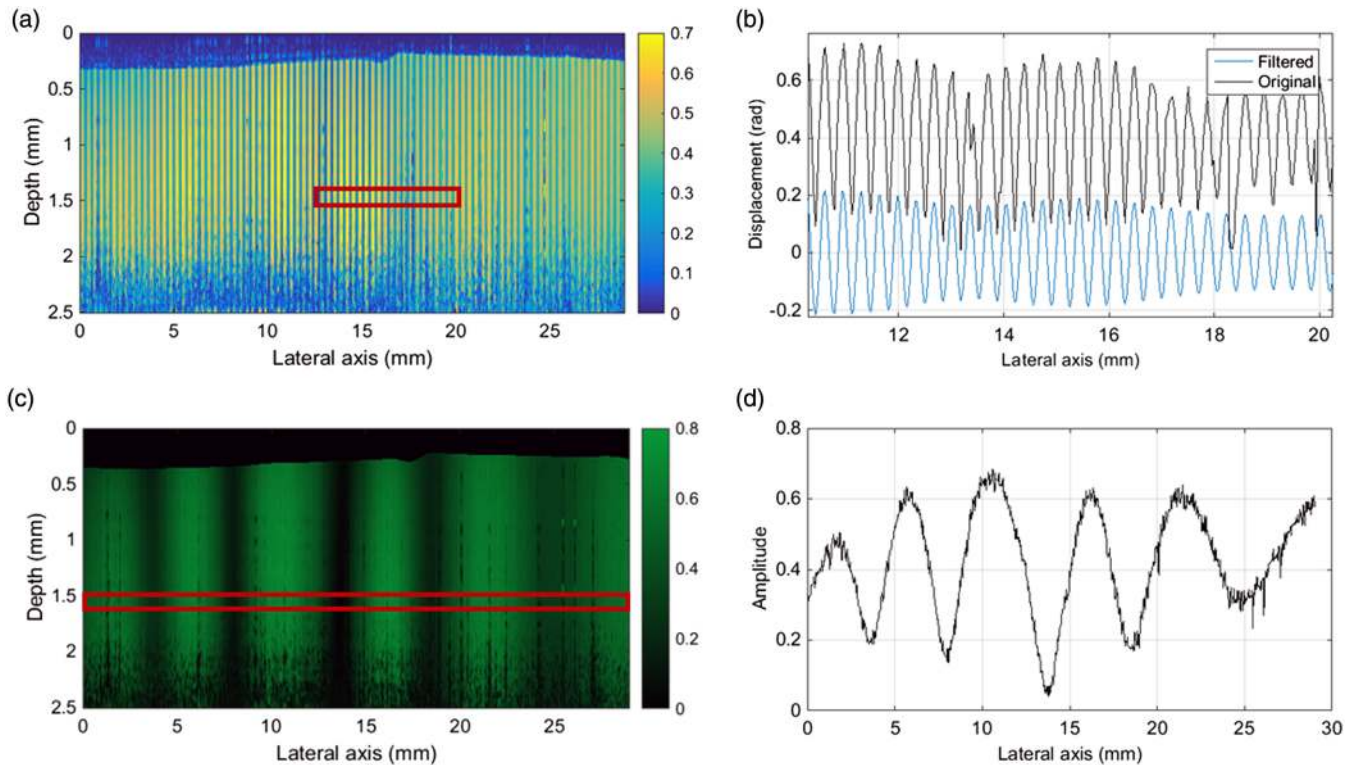 (a)
0
0.5
1
1.5
2
2.5
Depth (mm)
0 5 10 15 20 25
Lateral axis (mm)
0.7
0.6
0.5
0.4
0.3
0.2
0.1
0
(b)
0.6
0.4
0.2
0
-0.2
Displacement (rad)
Filtered
Original
12 14 16 18 20
Lateral axis (mm)
(c)
0
0.5
1
1.5
2
2.5
Depth (mm)
0 5 10 15 20 25
Lateral axis (mm)
0.8
0.6
0.4
0.2
0
(d)
0.8
0.6
0.4
0.2
0
Amplitude
0 5 10 15 20 25 30
Lateral axis (mm)